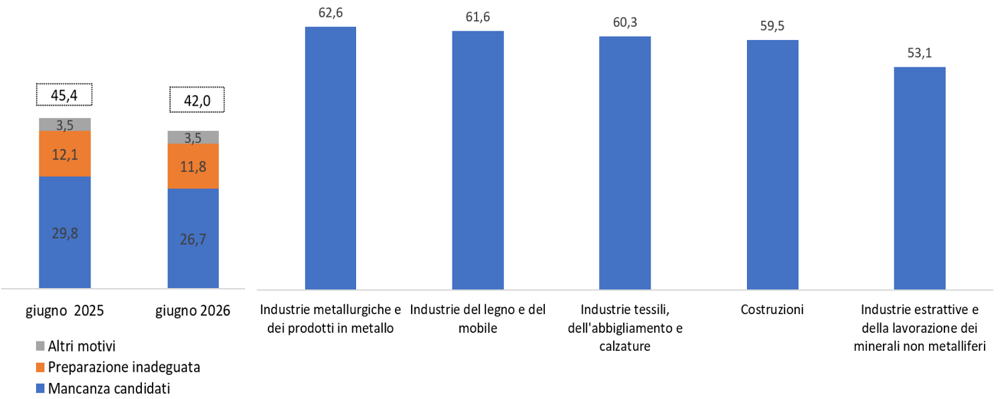 45,4
3,5
12,1
29,8
giugno 2025
42,0
3,5
11,8
26,7
giugno 2026
Altri motivi
Preparazione inadeguata
Mancanza candidati
62,6
Industrie metallurgiche e
dei prodotti in metallo
61,6
Industrie del legno e del
mobile
60,3
Industrie tessili,
dell'abbigliamento e
calzature
59,5
Costruzioni
53,1
Industrie estrattive e
della lavorazione dei
minerali non metalliferi